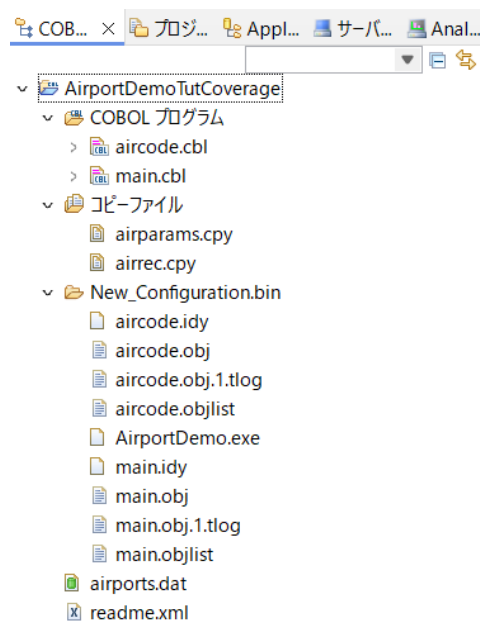 COB... プロジ... Appl... サーバ... Anal...
AirportDemoTutCoverage
COBOL プログラム
aircode.cbl
main.cbl
コピーファイル
airparams.cpy
airrec.cpy
New_Configuration.bin
aircode.idy
aircode.obj
aircode.obj.1.tlog
aircode.objlist
AirportDemo.exe
main.idy
main.obj
main.obj.1.tlog
main.objlist
airports.dat
readme.xml